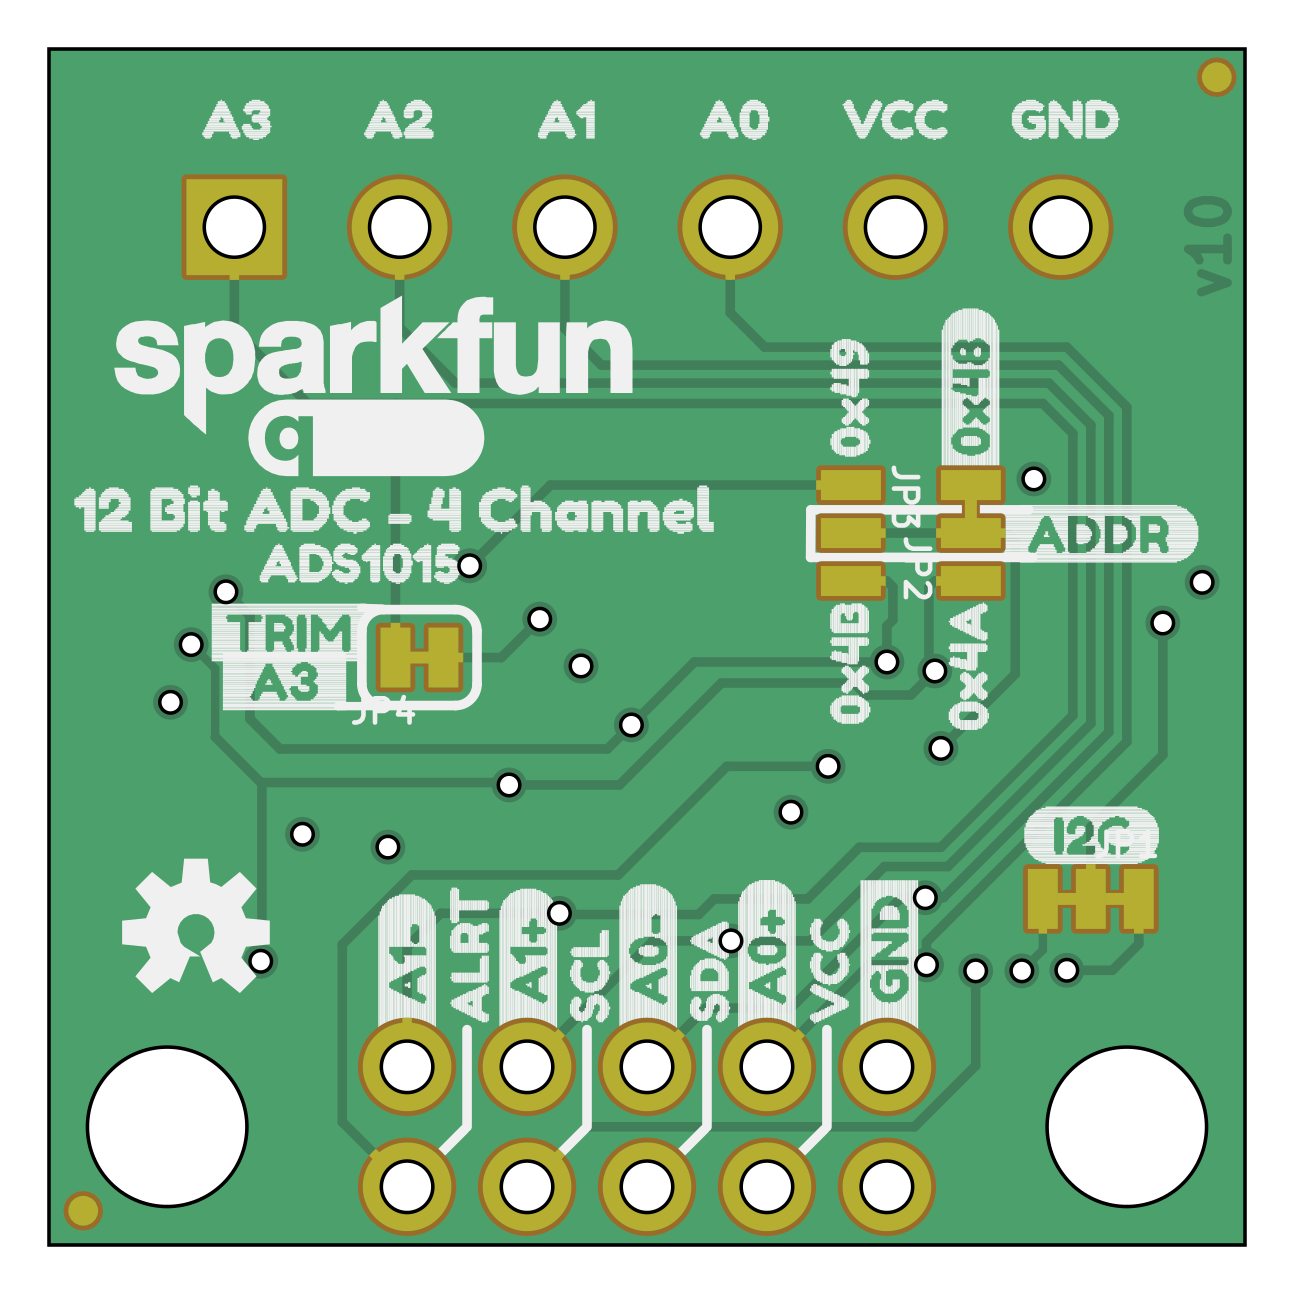 A3 A2 A1 A0 VCC GND
v10
sparkfun
q
12 Bit ADC - 4 Channel
ADS1015
0x49
0x48
JP3
ADDR
JP2
0x4B
0x4A
TRIM
A3
JP4
I2C
JP1
A1-
ALRT
A1+
SCL
A0-
SDA
A0+
VCC
GND